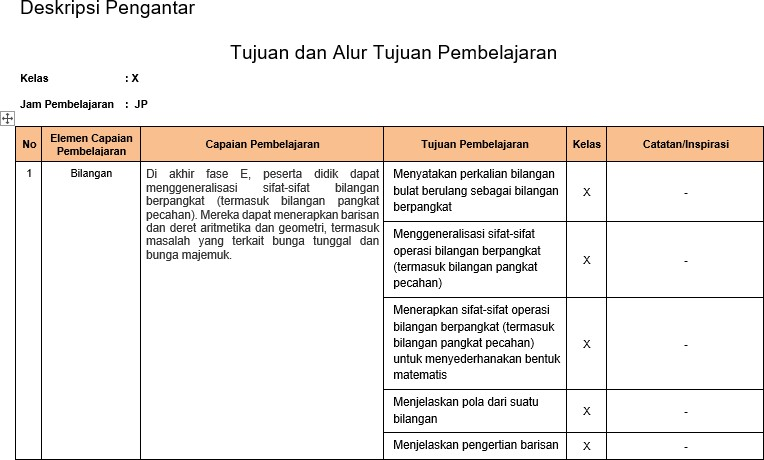 Deskripsi Pengantar
Tujuan dan Alur Tujuan Pembelajaran
Kelas : X
Jam Pembelajaran : JP
No
Elemen Capaian
Pembelajaran
Capaian Pembelajaran
Tujuan Pembelajaran
Kelas
Catatan/Inspirasi
1
Bilangan
Di akhir fase E, peserta didik dapat
menggeneralisasi sifat-sifat bilangan
berpangkat (termasuk bilangan pangkat
pecahan). Mereka dapat menerapkan barisan
dan deret aritmetika dan geometri, termasuk
masalah yang terkait bunga tunggal dan
bunga majemuk.
Menyatakan perkalian bilangan
bulat berulang sebagai bilangan
berpangkat
X
-
Menggeneralisasi sifat-sifat
operasi bilangan berpangkat
(termasuk bilangan pangkat
pecahan)
X
-
Menerapkan sifat-sifat operasi
bilangan berpangkat (termasuk
bilangan pangkat pecahan)
untuk menyederhanakan bentuk
matematis
X
-
Menjelaskan pola dari suatu
bilangan
X
-
Menjelaskan pengertian barisan
X
-